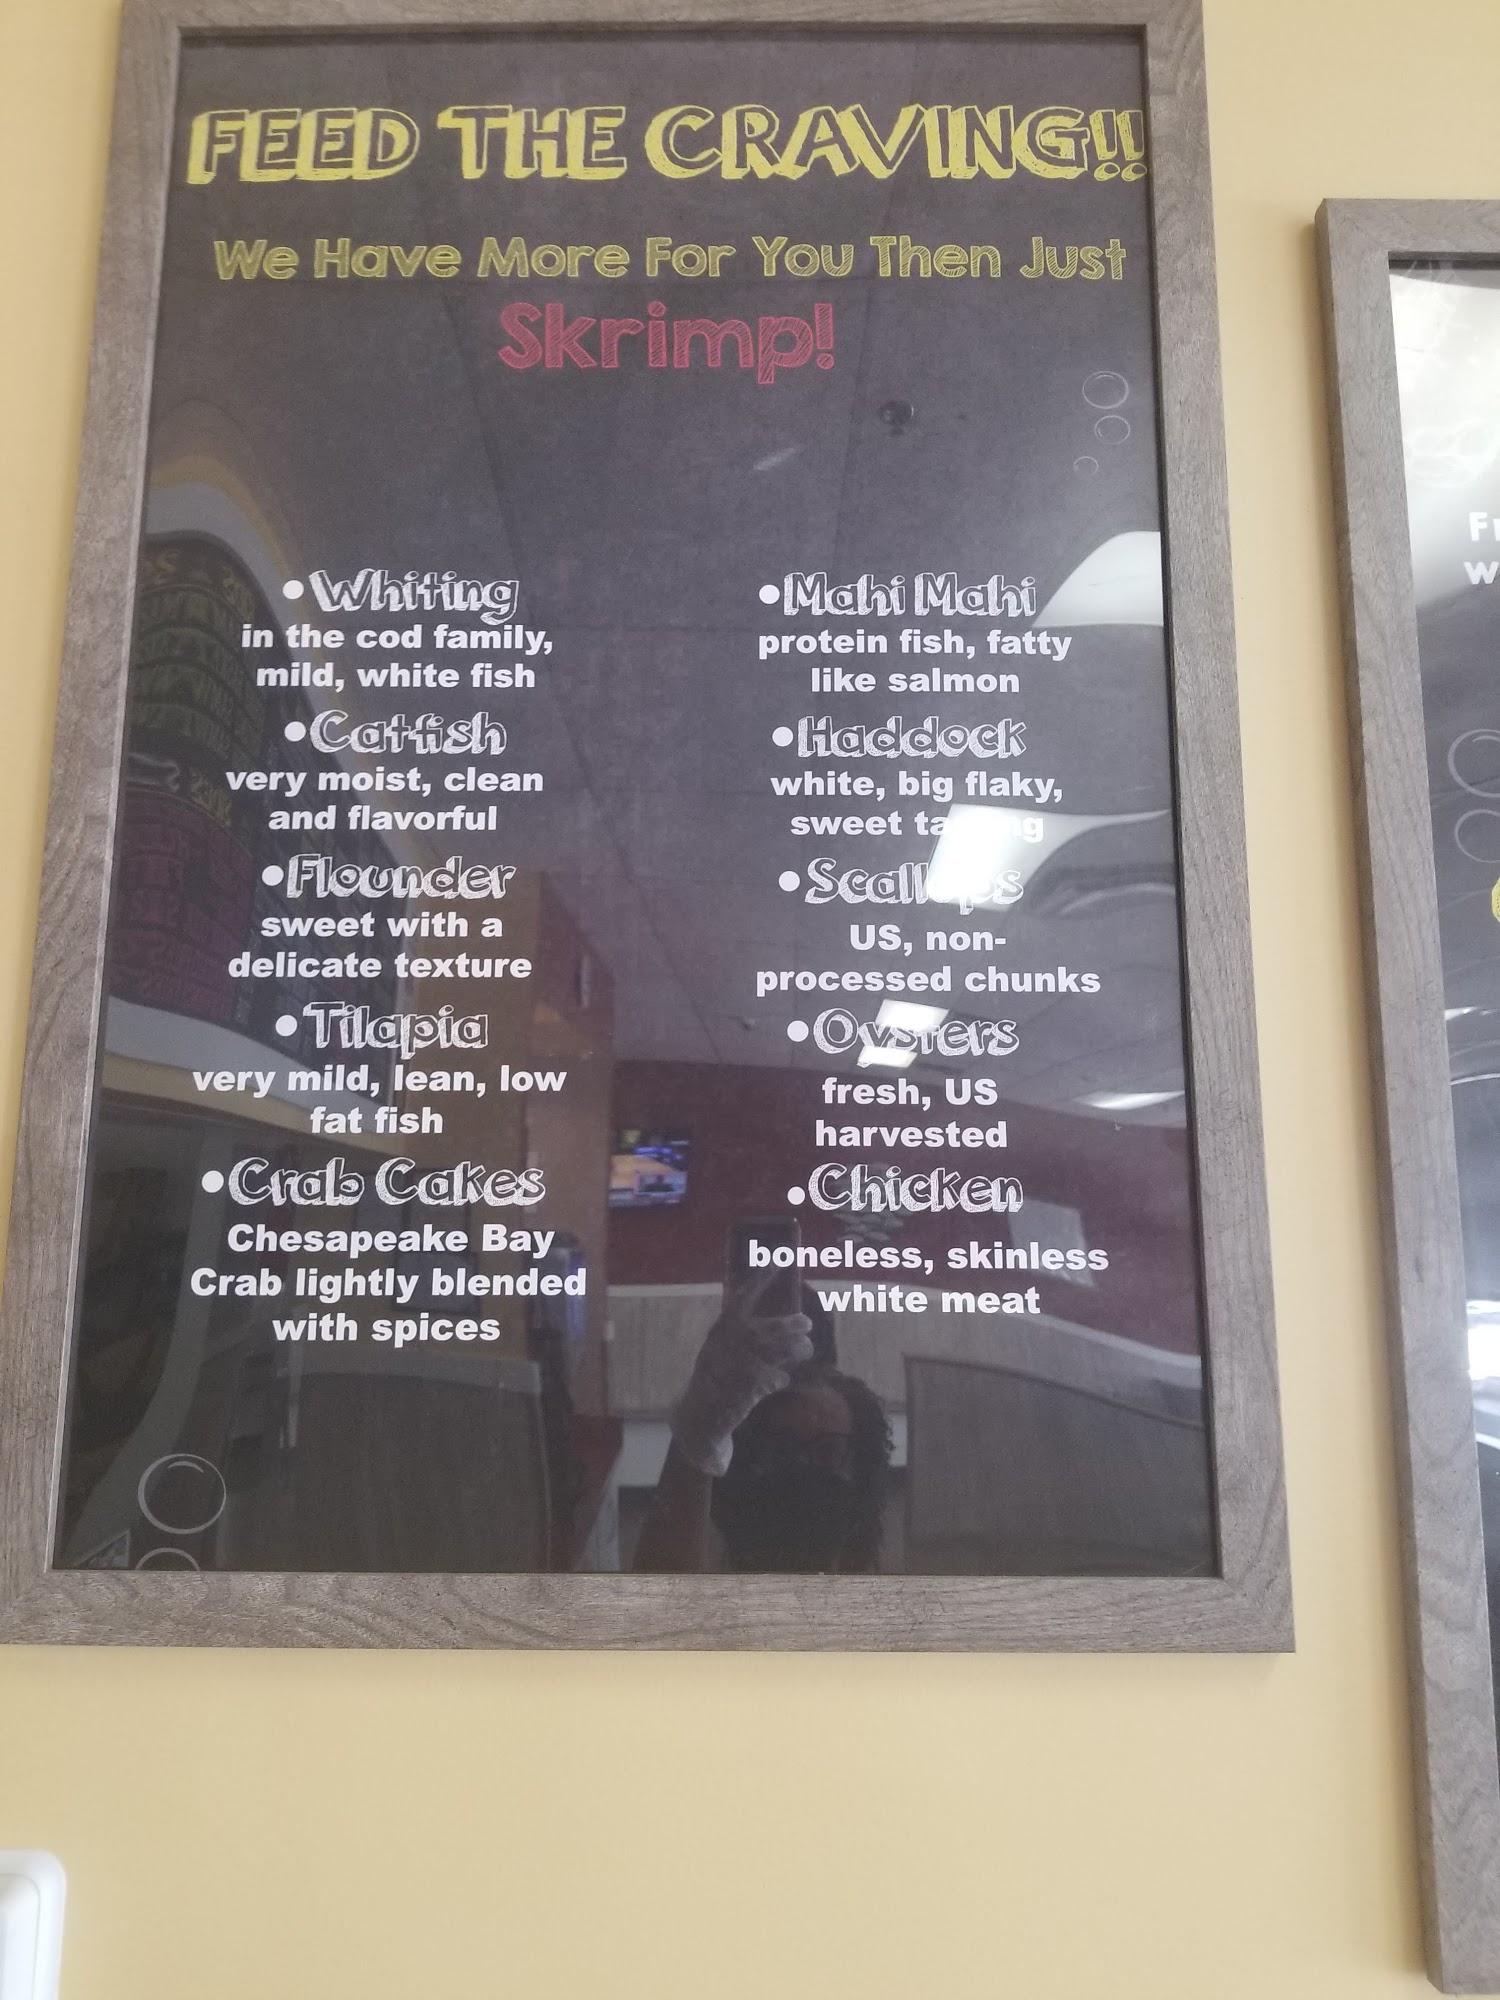 FEED THE CRAVING!!
We Have More For You Then Just
Skrimp!
•Whiting
in the cod family,
mild, white fish
•Catfish
very moist, clean
and flavorful
•Flounder
sweet with a
delicate texture
•Tilapia
very mild, lean, low
fat fish
•Crab Cakes
Chesapeake Bay
Crab lightly blended
with spices
•Mahi Mahi
protein fish, fatty
like salmon
•Haddock
white, big flaky,
sweet tasting
•Scallops
US, non-
processed chunks
•Oysters
fresh, US
harvested
•Chicken
boneless, skinless
white meat